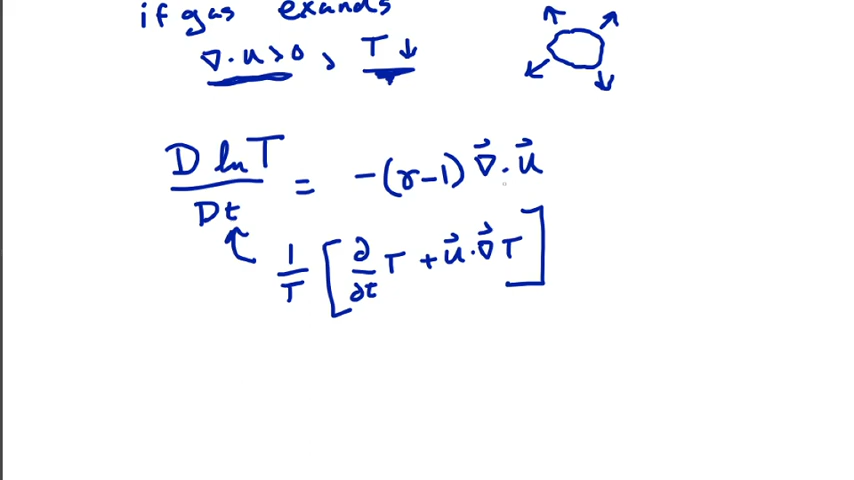 if gas exands
∇·u>0, T↓
D ln T / Dt = -(γ-1) ∇⃗·u⃗
1/T [∂/∂t T + u⃗·∇⃗ T]